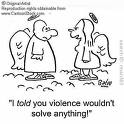 © Original Artist
Reproduction rights obtainable from
www.CartoonStock.com
"I told you violence wouldn't
solve anything!"